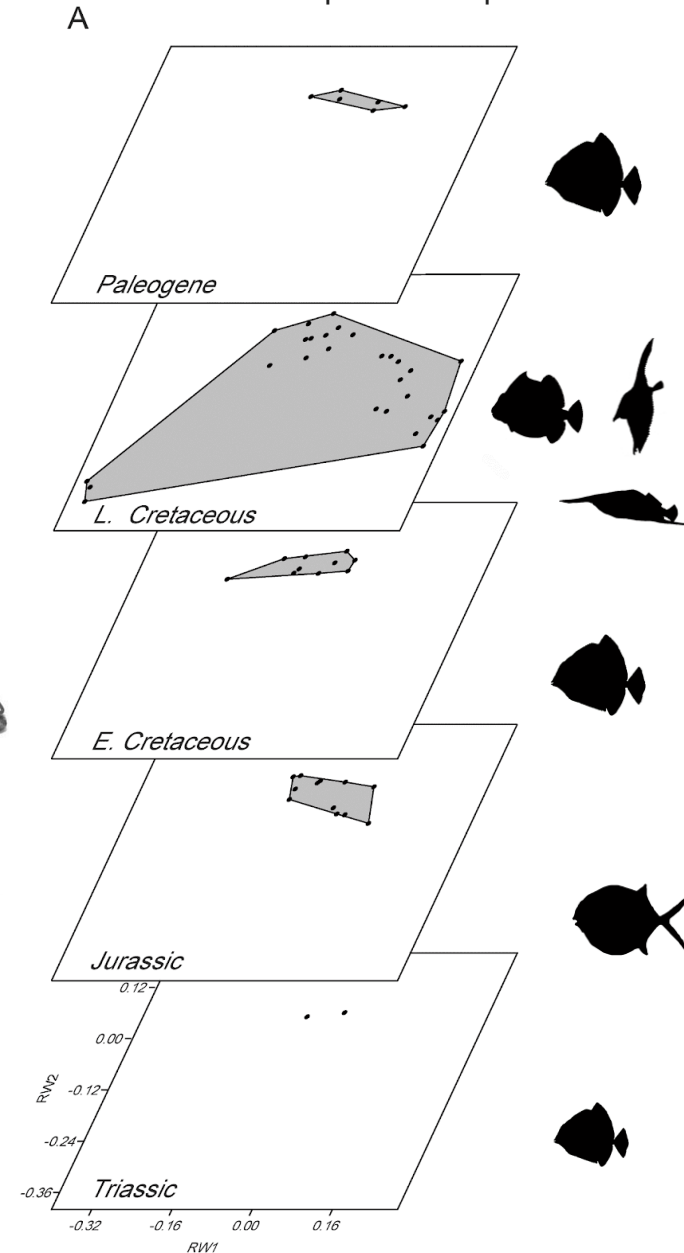 A
Paleogene
L. Cretaceous
E. Cretaceous
Jurassic
0.12
0.00
-0.12
-0.24
-0.36
RW2
Triassic
-0.32 -0.16 0.00 0.16
RW1